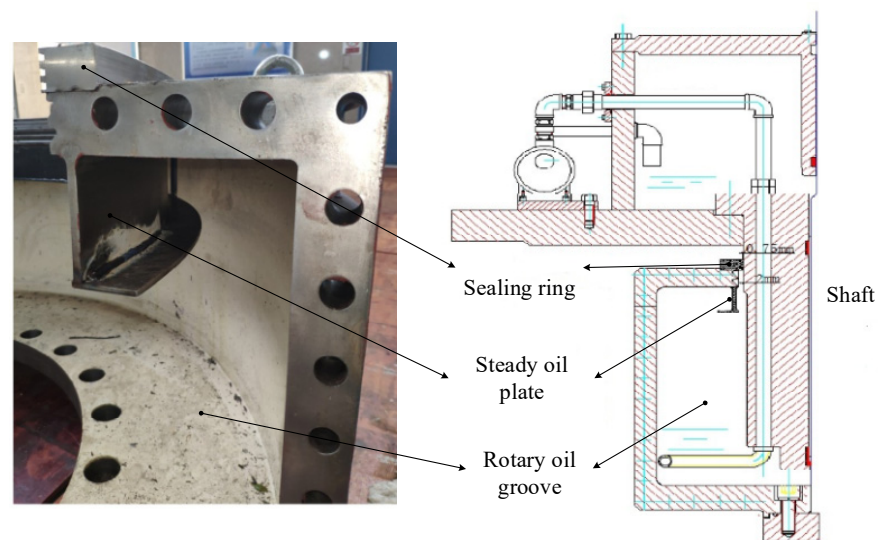 0.75mm
Sealing ring
2mm
Shaft
Steady oil
plate
Rotary oil
groove